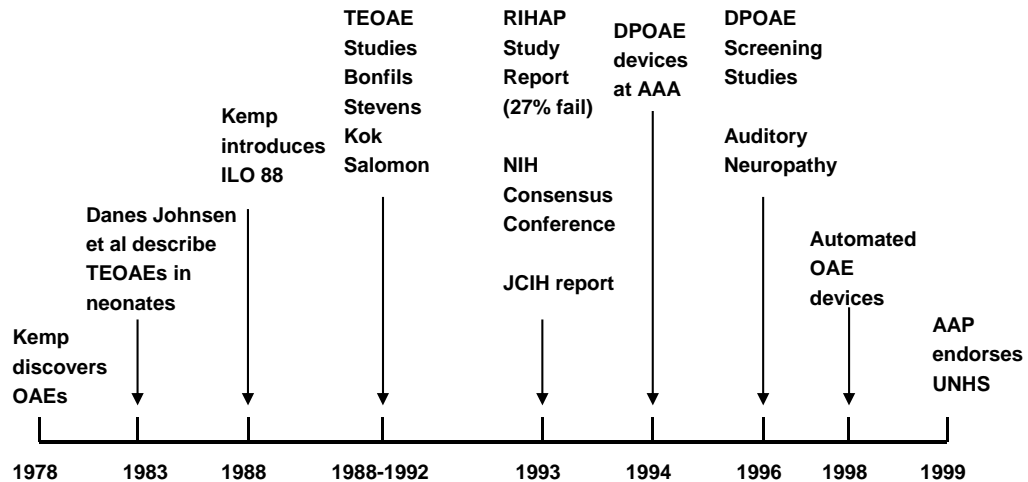 Kemp
discovers
OAEs
Danes Johnsen
et al describe
TEOAEs in
neonates
Kemp
introduces
ILO 88
TEOAE
Studies
Bonfils
Stevens
Kok
Salomon
RIHAP
Study
Report
(27% fail)
NIH
Consensus
Conference
JCIH report
DPOAE
devices
at AAA
DPOAE
Screening
Studies
Auditory
Neuropathy
Automated
OAE
devices
AAP
endorses
UNHS
1978 1983 1988 1988-1992 1993 1994 1996 1998 1999